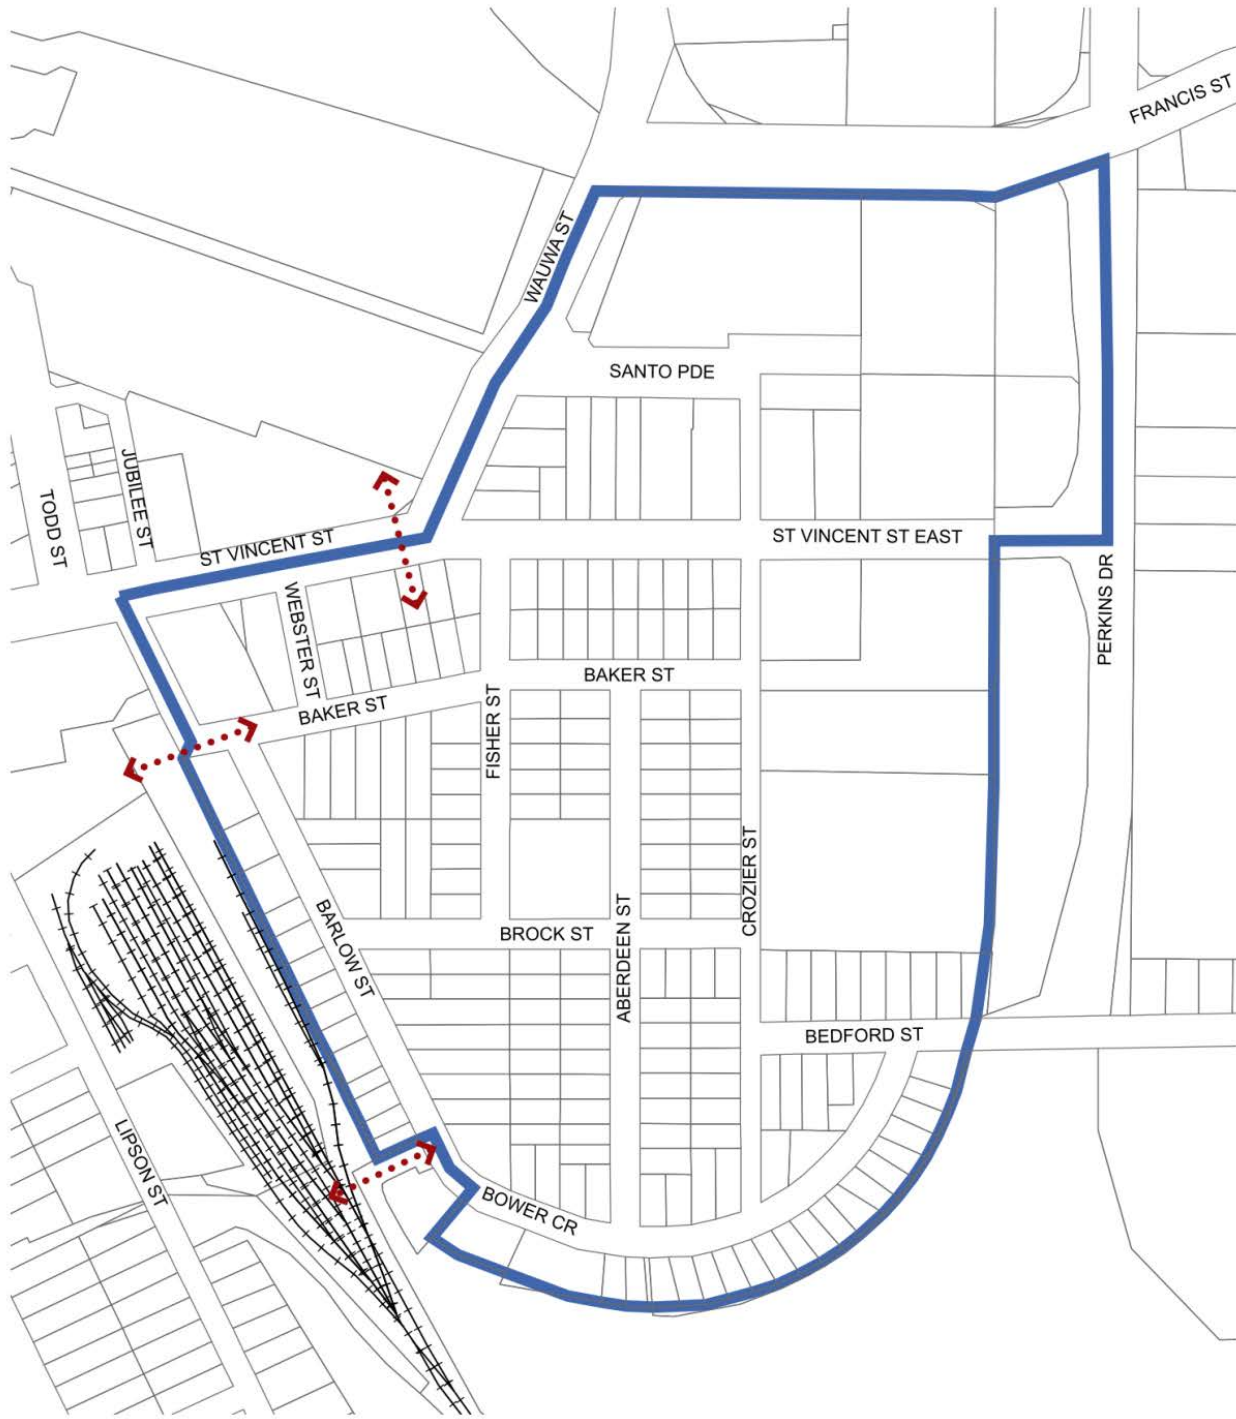 FRANCIS ST
WAUWA ST
SANTO PDE
JUBILEE ST
TODD ST
ST VINCENT ST
ST VINCENT ST EAST
WEBSTER ST
PERKINS DR
BAKER ST
BAKER ST
FISHER ST
CROZIER ST
BARLOW ST
BROCK ST
ABERDEEN ST
BEDFORD ST
LIPSON ST
BOWER CR